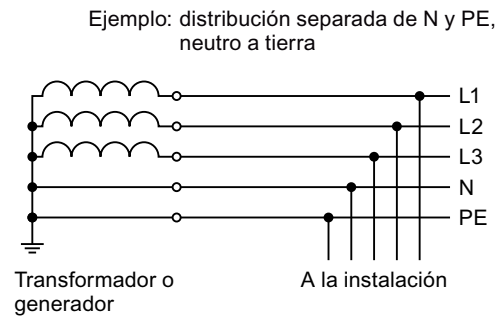 Ejemplo: distribución separada de N y PE,
neutro a tierra
L1
L2
L3
N
PE
Transformador o
generador
A la instalación